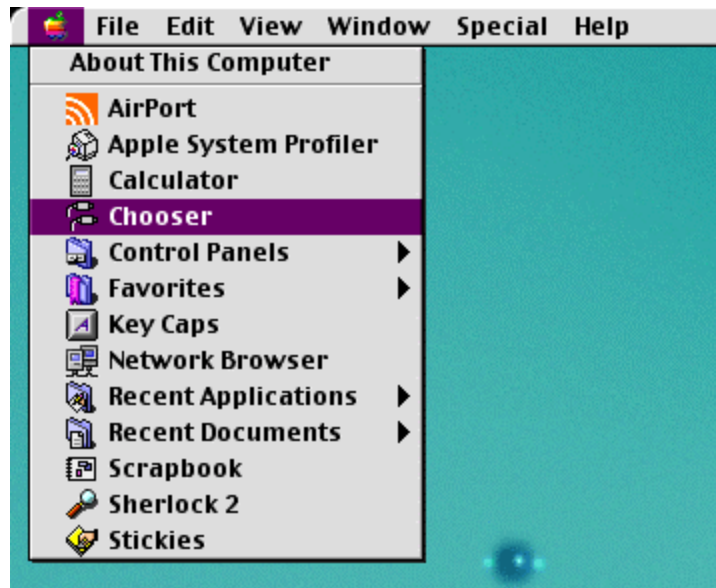 File Edit View Window Special Help
About This Computer
AirPort
Apple System Profiler
Calculator
Chooser
Control Panels
Favorites
Key Caps
Network Browser
Recent Applications
Recent Documents
Scrapbook
Sherlock 2
Stickies